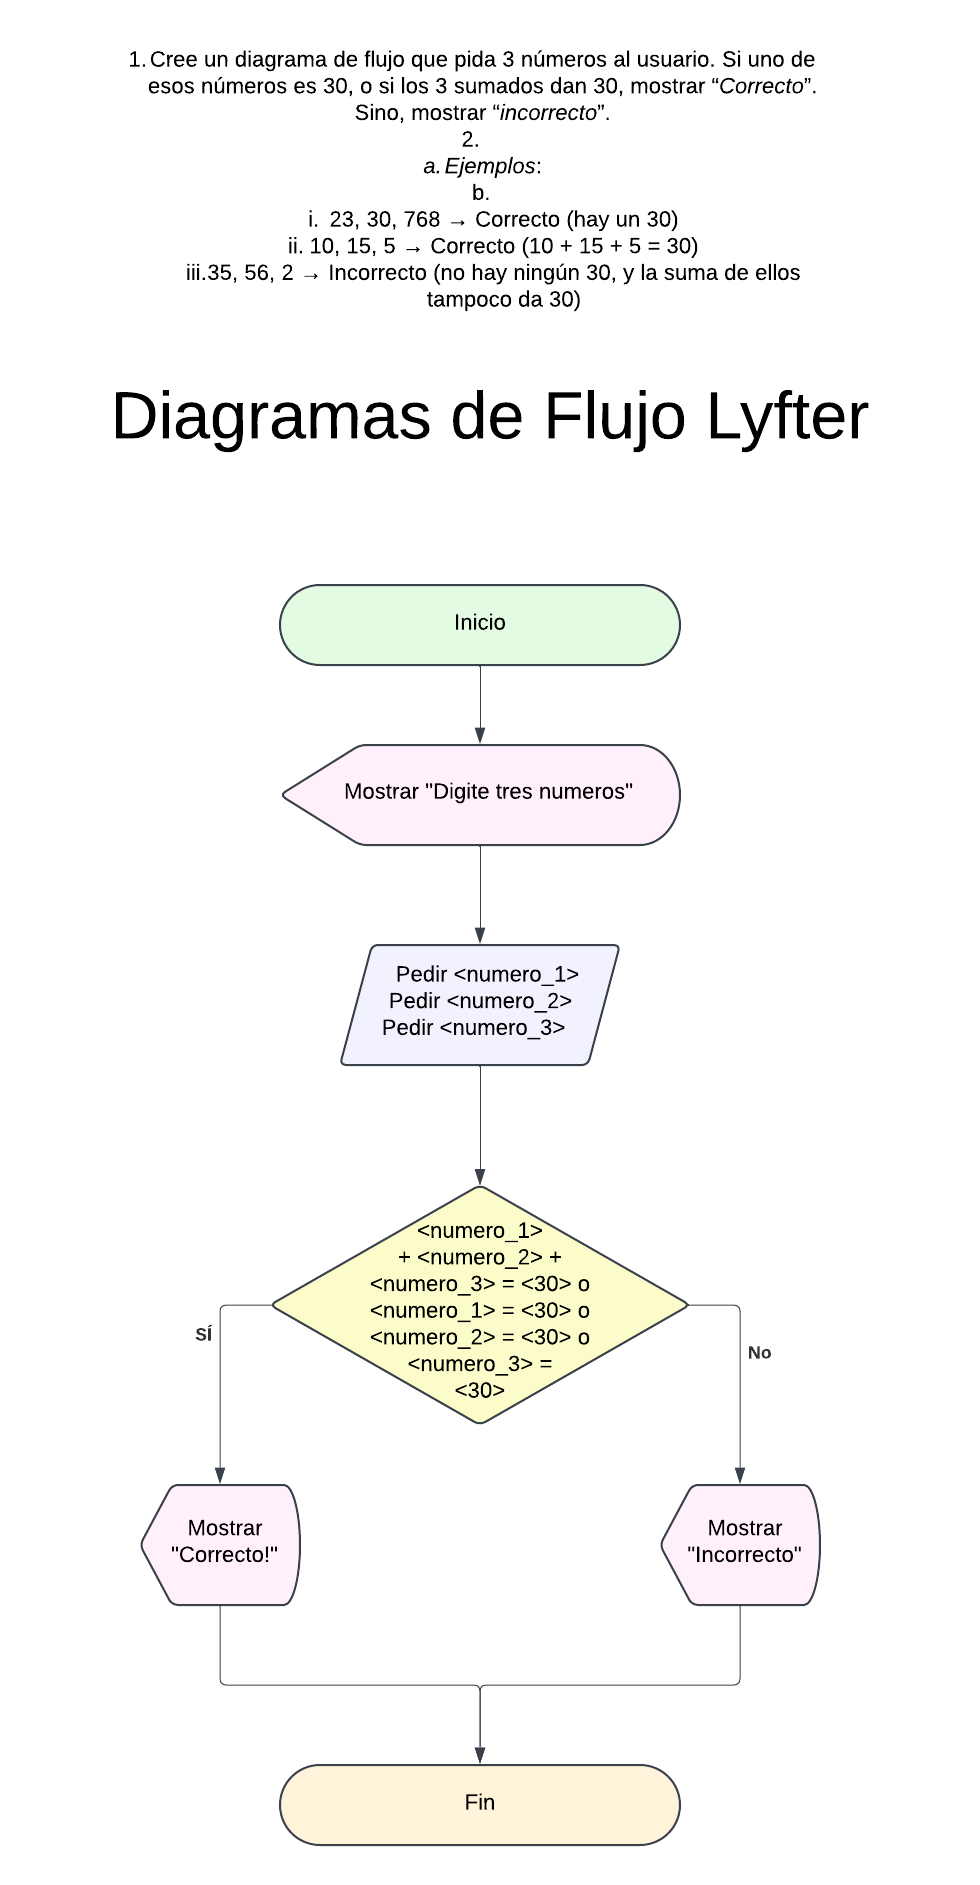 1. Cree un diagrama de flujo que pida 3 números al usuario. Si uno de
esos números es 30, o si los 3 sumados dan 30, mostrar “Correcto”.
Sino, mostrar “incorrecto”.
2.
a. Ejemplos:
b.
i. 23, 30, 768 → Correcto (hay un 30)
ii. 10, 15, 5 → Correcto (10 + 15 + 5 = 30)
iii.35, 56, 2 → Incorrecto (no hay ningún 30, y la suma de ellos
tampoco da 30)
Diagramas de Flujo Lyfter
Inicio
Mostrar "Digite tres numeros"
Pedir <numero_1>
Pedir <numero_2>
Pedir <numero_3>
<numero_1>
+ <numero_2> +
<numero_3> = <30> o
<numero_1> = <30> o
<numero_2> = <30> o
<numero_3> =
<30>
SÍ
No
Mostrar
"Correcto!"
Mostrar
"Incorrecto"
Fin